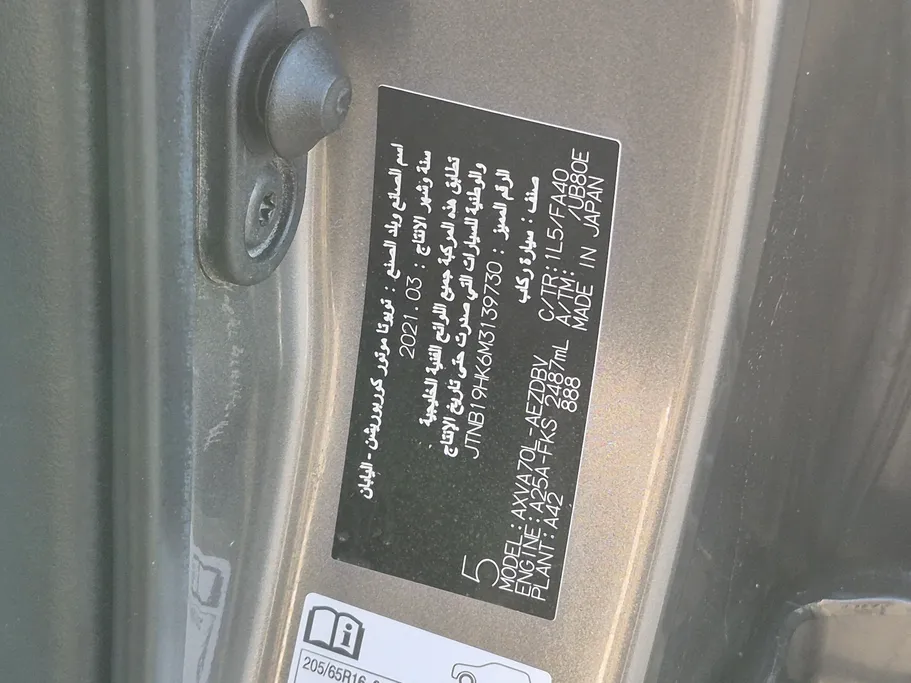 اسم الصانع وبلد الصنع : تويوتا موتور كوربوريشن - اليابان
سنة وشهر الانتاج : 2021.03
تطابق هذه المركبة جميع اللوائح الفنية الخليجية
والوطنية للسيارات التي صدرت حتى تاريخ الانتاج
الرقم المميز : JTNB19HK6M3139730
صنف : سيارة ركاب
5
MODEL: AXVA70L-AEZDBV C/TR: 1L5/FA40
ENGINE: A25A-FKS 2487mL A/TM: /UB80E
PLANT: A42 888 MADE IN JAPAN
205/65R16